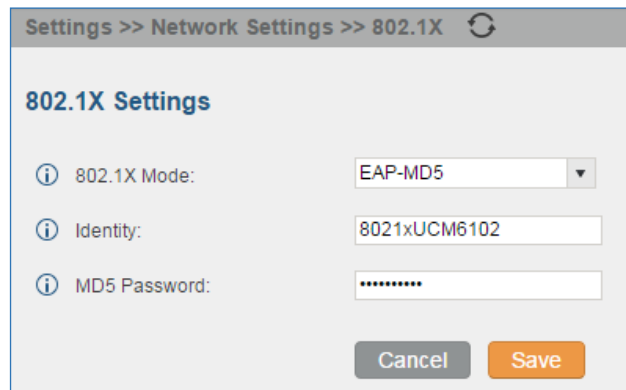 Settings >> Network Settings >> 802.1X
802.1X Settings
802.1X Mode: EAP-MD5
Identity: 8021xUCM6102
MD5 Password: ••••••••••
Cancel Save